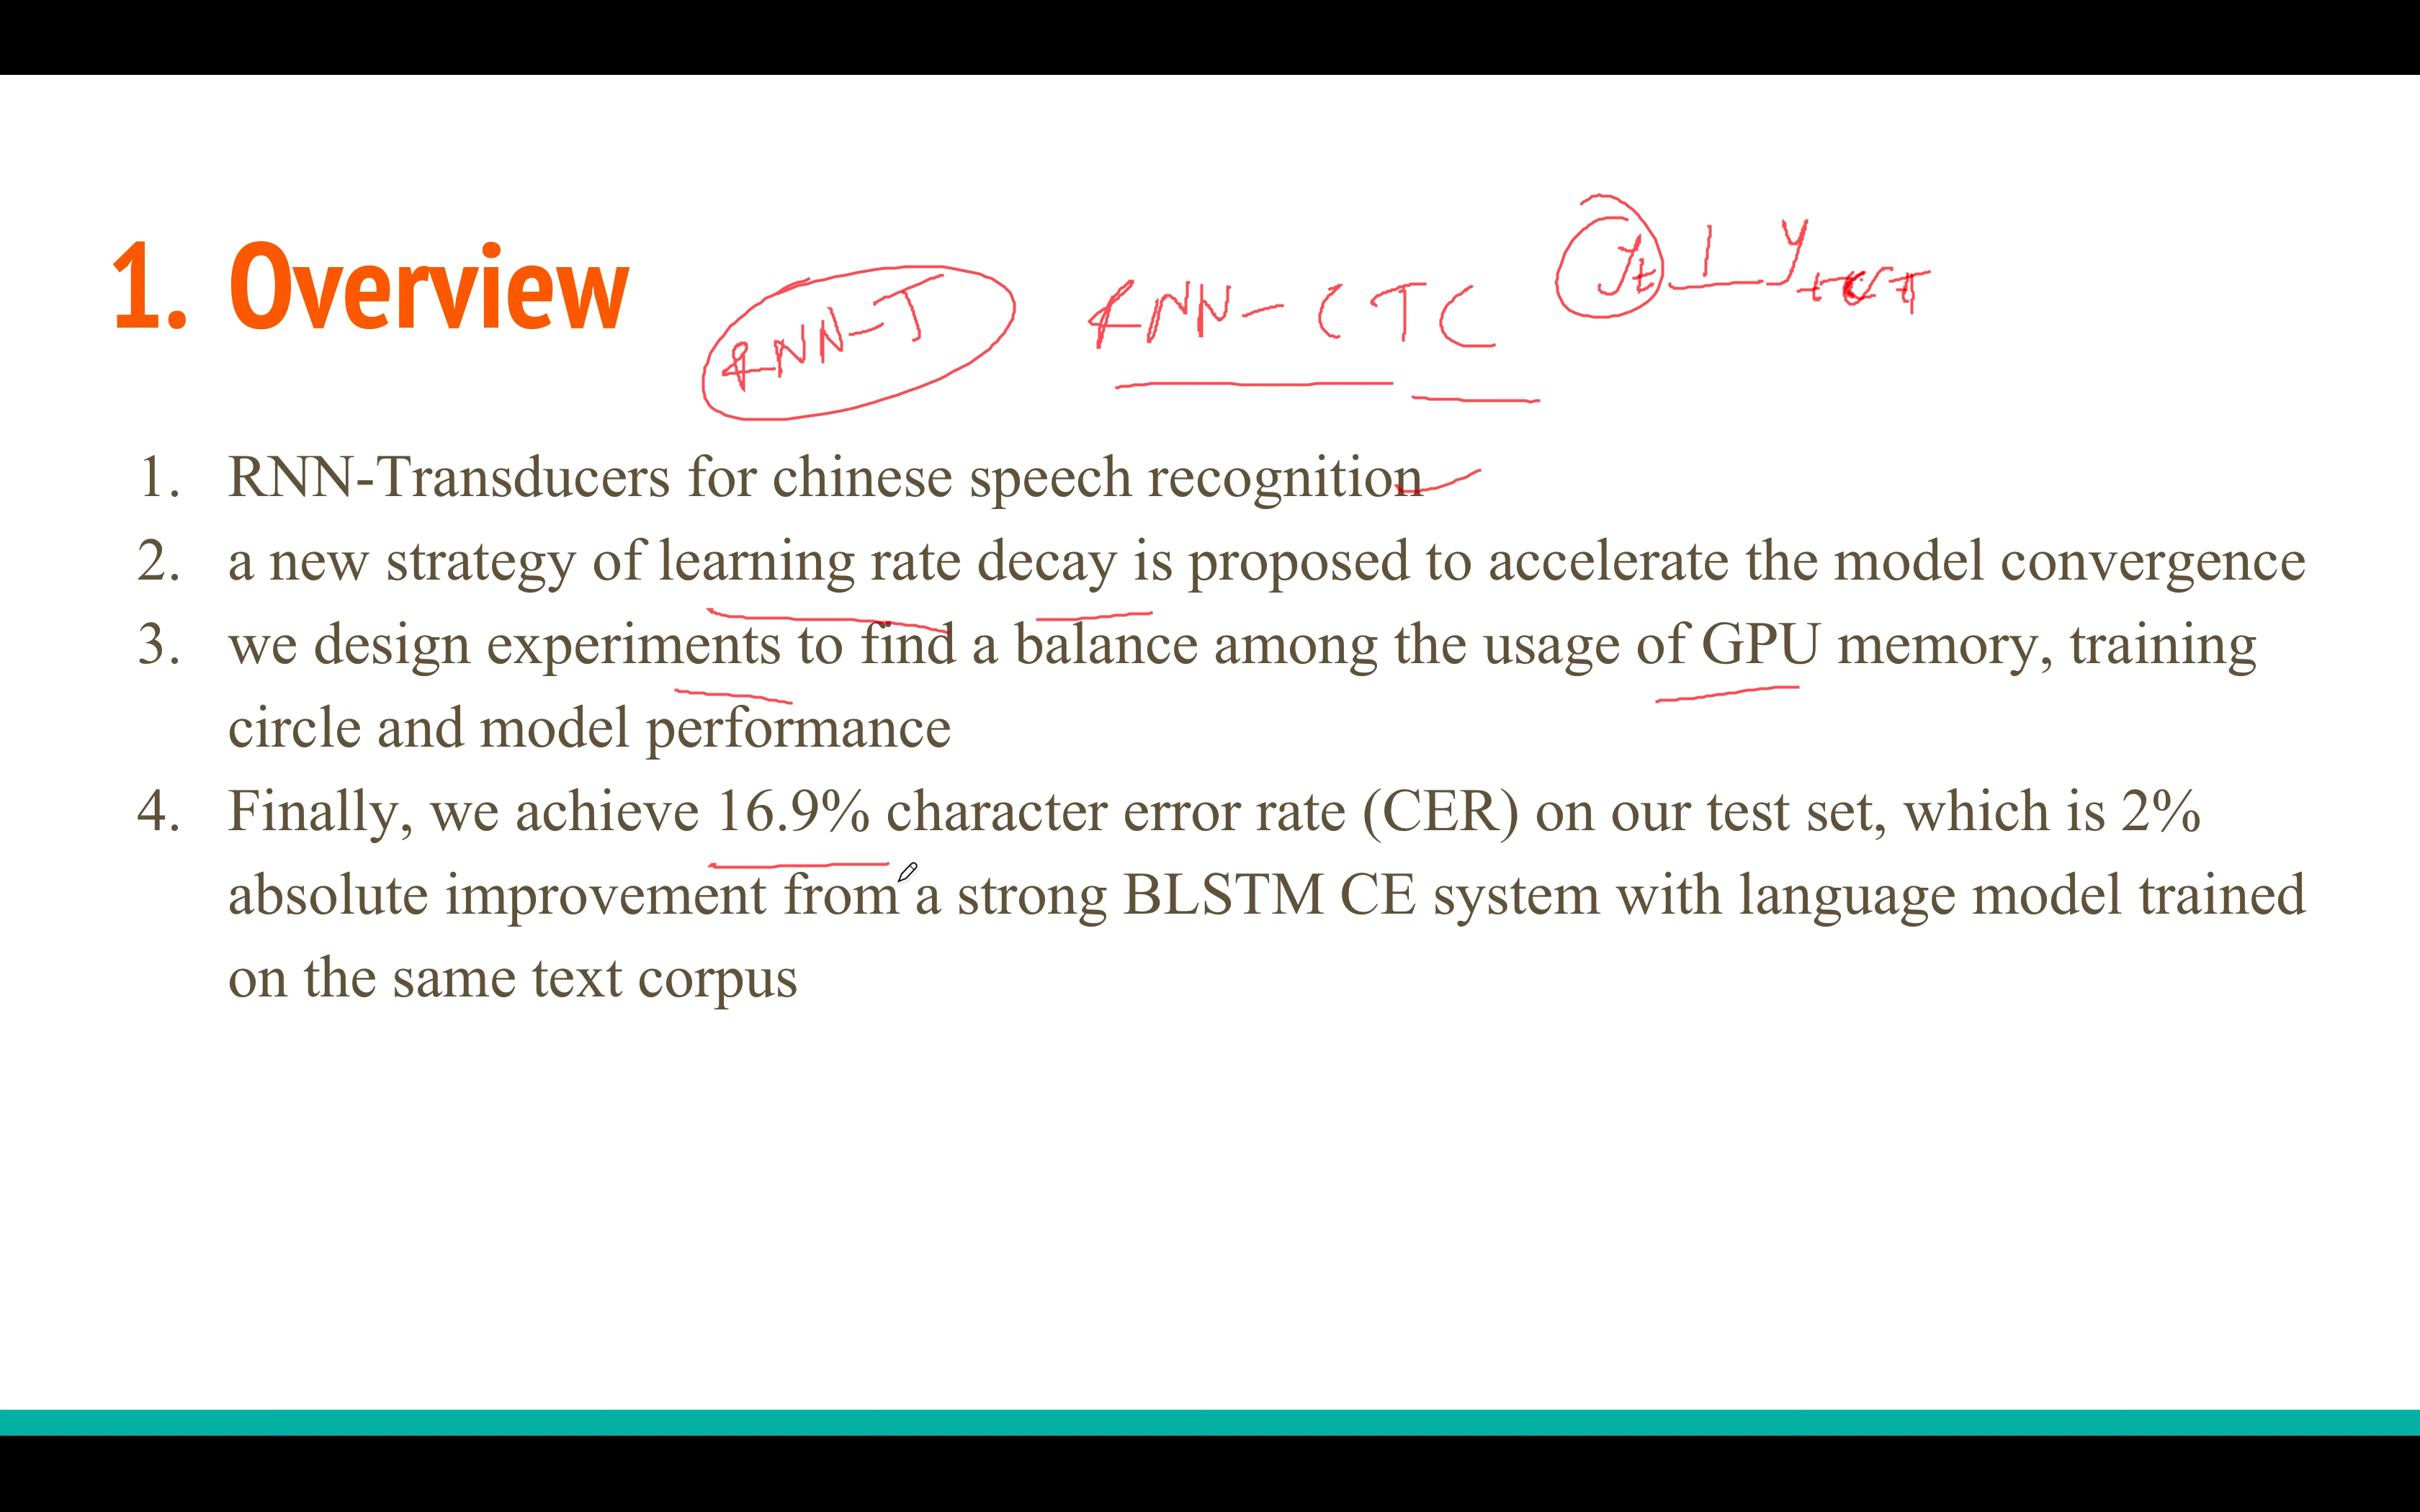 1. Overview
RNN-T
RNN-CTC
1. RNN-Transducers for chinese speech recognition
2. a new strategy of learning rate decay is proposed to accelerate the model convergence
3. we design experiments to find a balance among the usage of GPU memory, training
circle and model performance
4. Finally, we achieve 16.9% character error rate (CER) on our test set, which is 2%
absolute improvement from a strong BLSTM CE system with language model trained
on the same text corpus